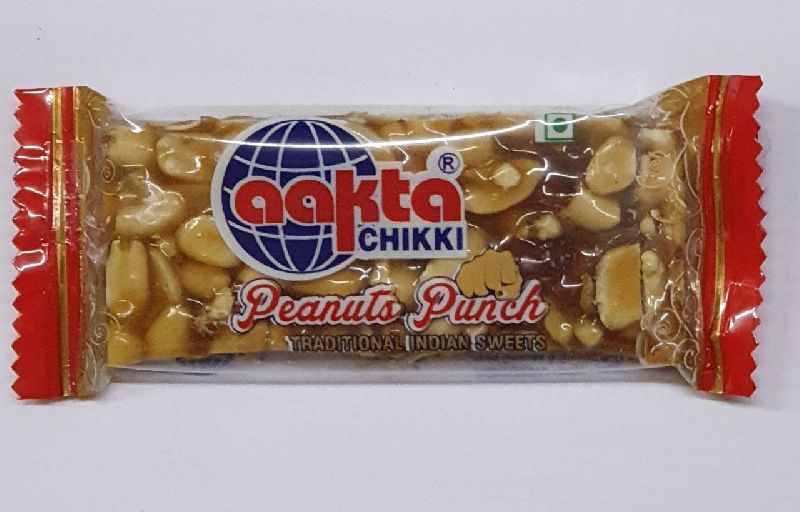 ®
aakta
CHIKKI
Peanuts Punch
TRADITIONAL INDIAN SWEETS